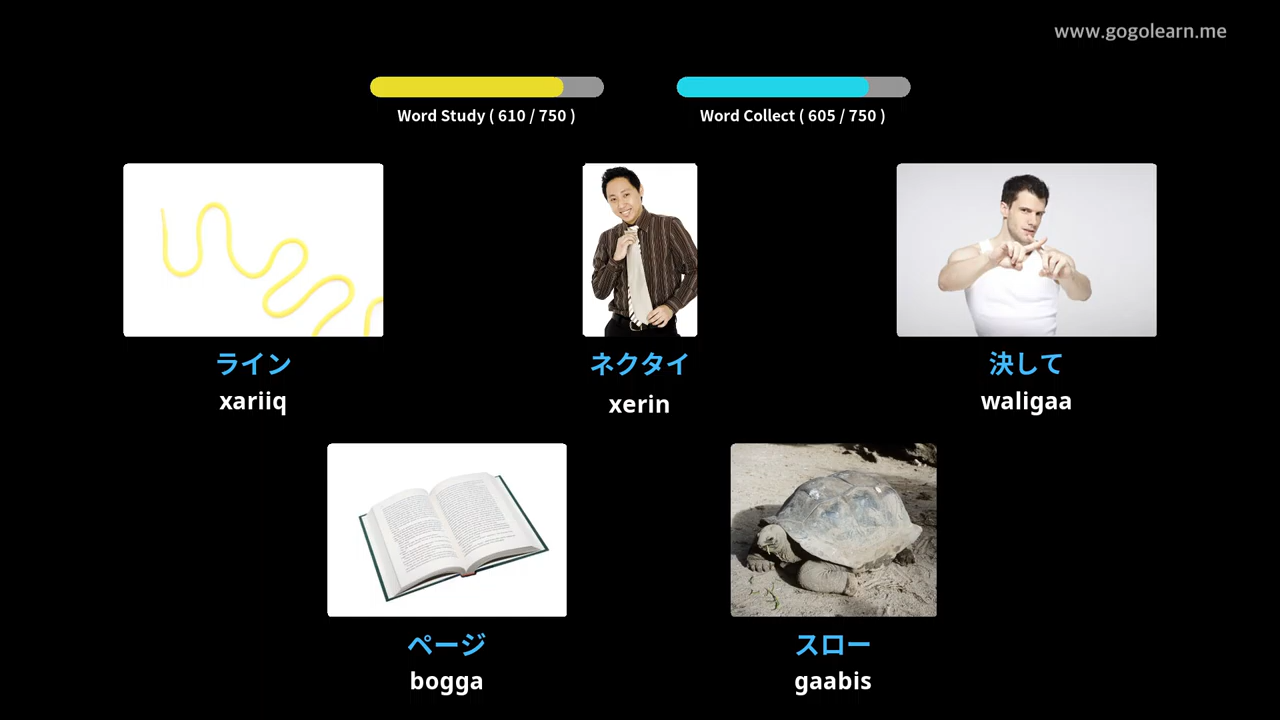 www.gogolearn.me
Word Study ( 610 / 750 )
Word Collect ( 605 / 750 )
ライン
xariiq
ネクタイ
xerin
決して
waligaa
ページ
bogga
スロー
gaabis